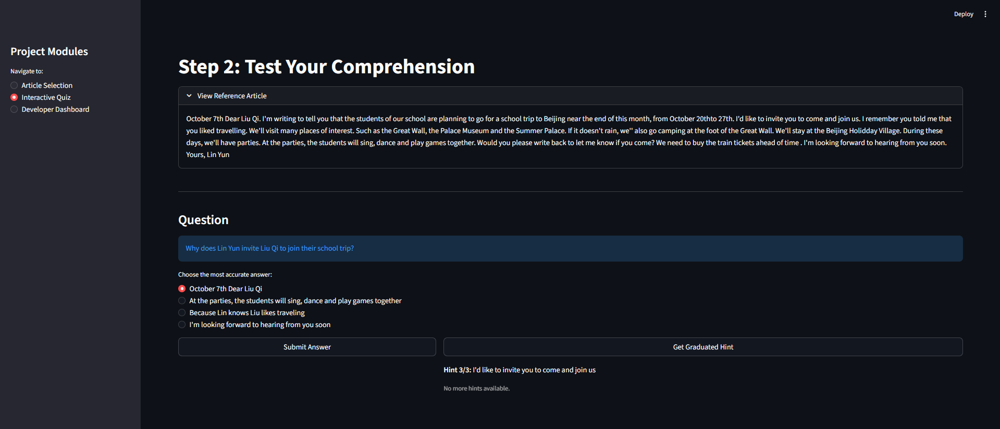 Deploy
Project Modules
Navigate to:
Article Selection
Interactive Quiz
Developer Dashboard
Step 2: Test Your Comprehension
View Reference Article
October 7th Dear Liu Qi. I'm writing to tell you that the students of our school are planning to go for a school trip to Beijing near the end of this month, from October 20thto 27th. I'd like to invite you to come and join us. I remember you told me that
you liked travelling. We'll visit many places of interest. Such as the Great Wall, the Palace Museum and the Summer Palace. If it doesn't rain, we'' also go camping at the foot of the Great Wall. We'll stay at the Beijing Holidday Village. During these
days, we'll have parties. At the parties, the students will sing, dance and play games together. Would you please write back to let me know if you come? We need to buy the train tickets ahead of time . I'm looking forward to hearing from you soon.
Yours, Lin Yun
Question
Why does Lin Yun invite Liu Qi to join their school trip?
Choose the most accurate answer:
October 7th Dear Liu Qi
At the parties, the students will sing, dance and play games together
Because Lin knows Liu likes traveling
I'm looking forward to hearing from you soon
Submit Answer
Get Graduated Hint
Hint 3/3: I'd like to invite you to come and join us
No more hints available.